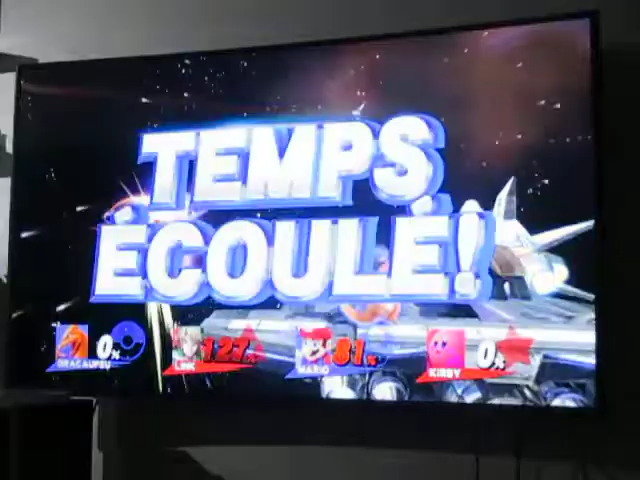 TEMPS
ÉCOULÉ!
0%
127%
81%
0%
DRACAUFEU
LINK
MARIO
KIRBY